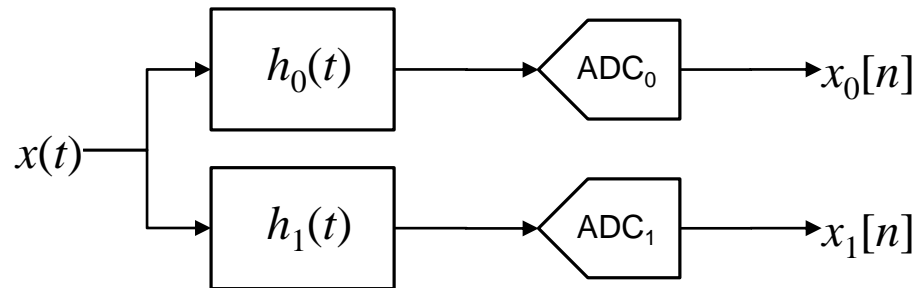 h₀(t)
ADC₀
x₀[n]
x(t)
h₁(t)
ADC₁
x₁[n]